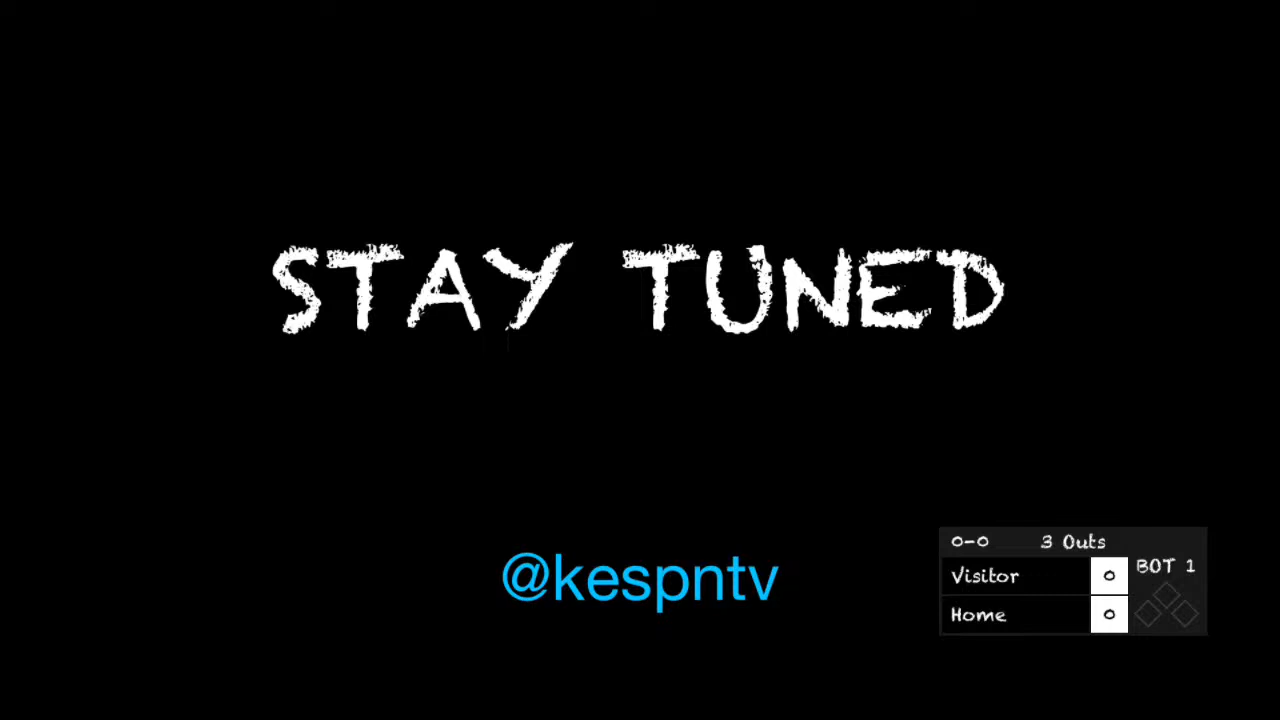 STAY TUNED
@kespntv
0-0 3 Outs
BOT 1
Visitor 0
Home 0